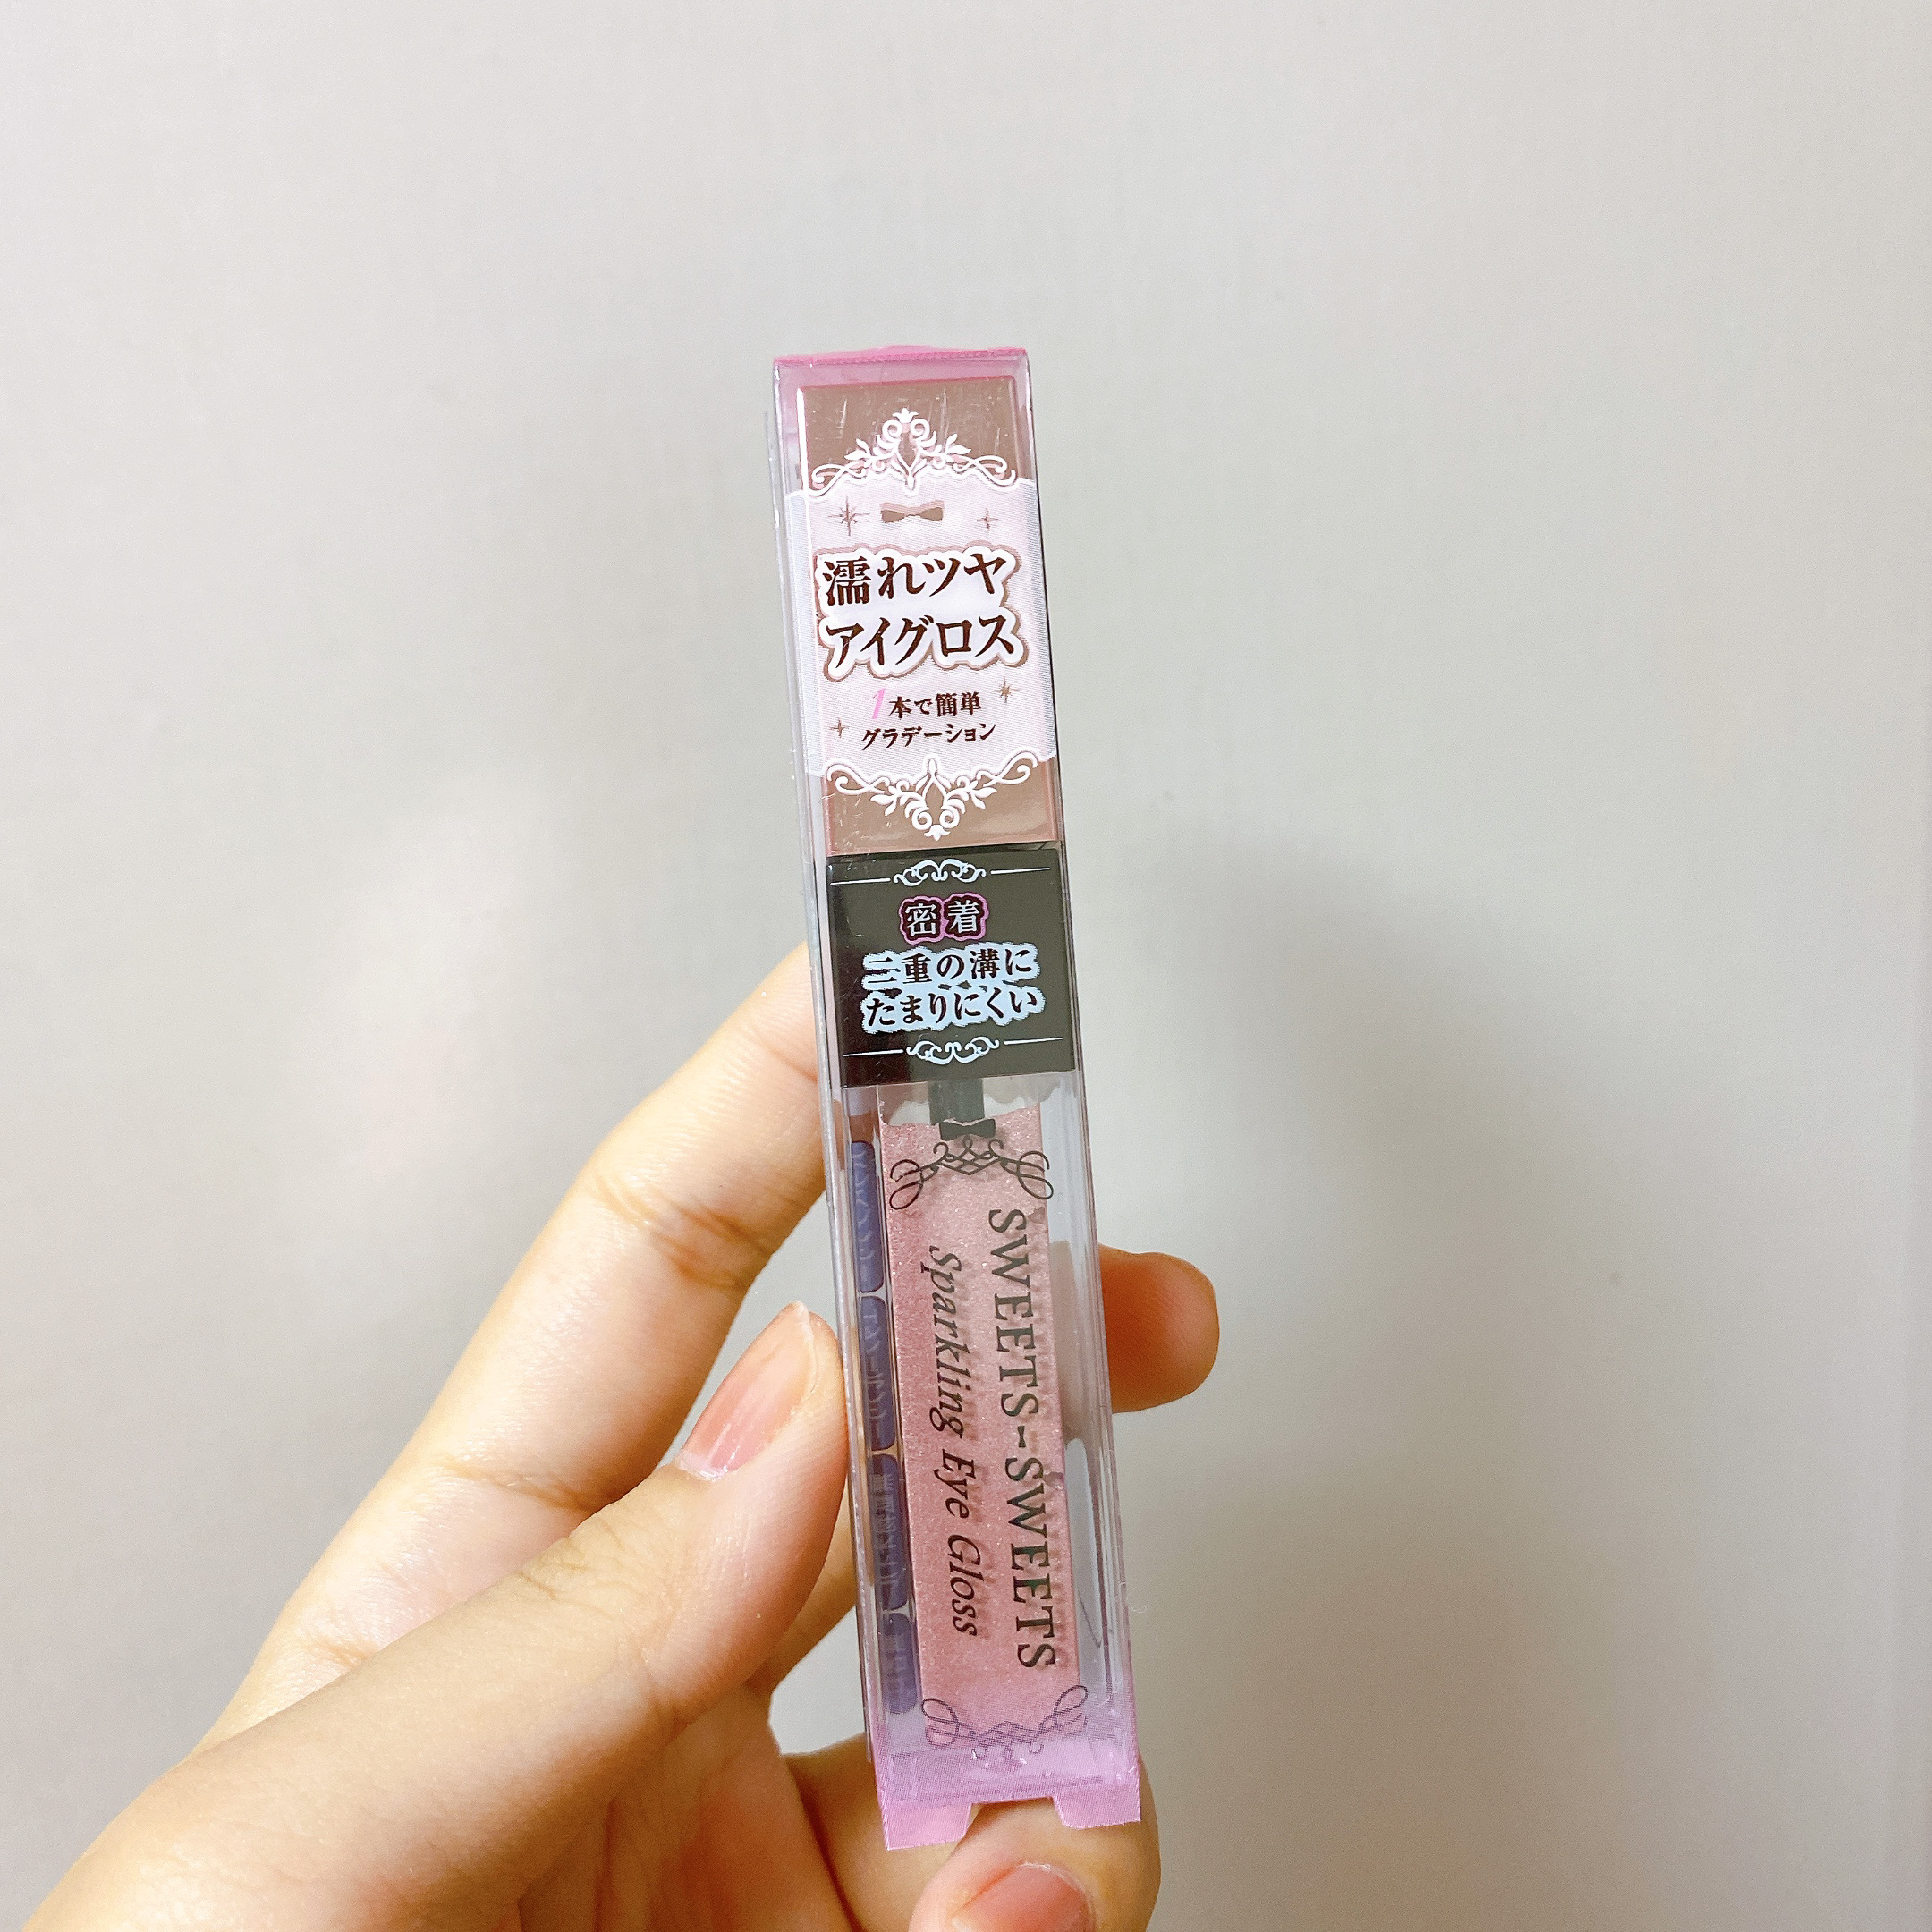 濡れツヤ
アイグロス
1本で簡単
グラデーション
密着
二重の溝に
たまりにくい
SWEETS-SWEETS
Sparkling Eye Gloss